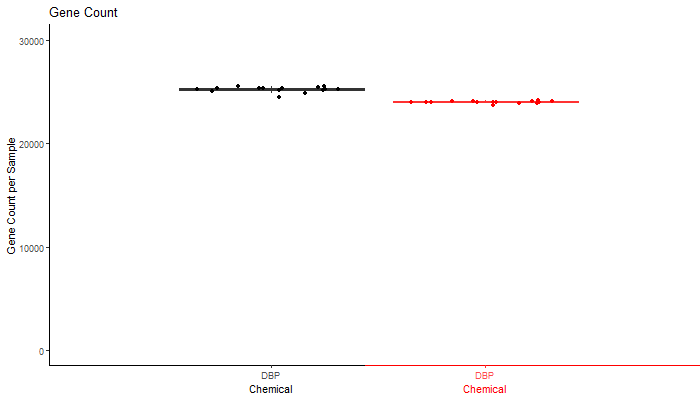 Gene Count
Gene Count per Sample
30000
20000
10000
0
DBP
DBP
Chemical
Chemical